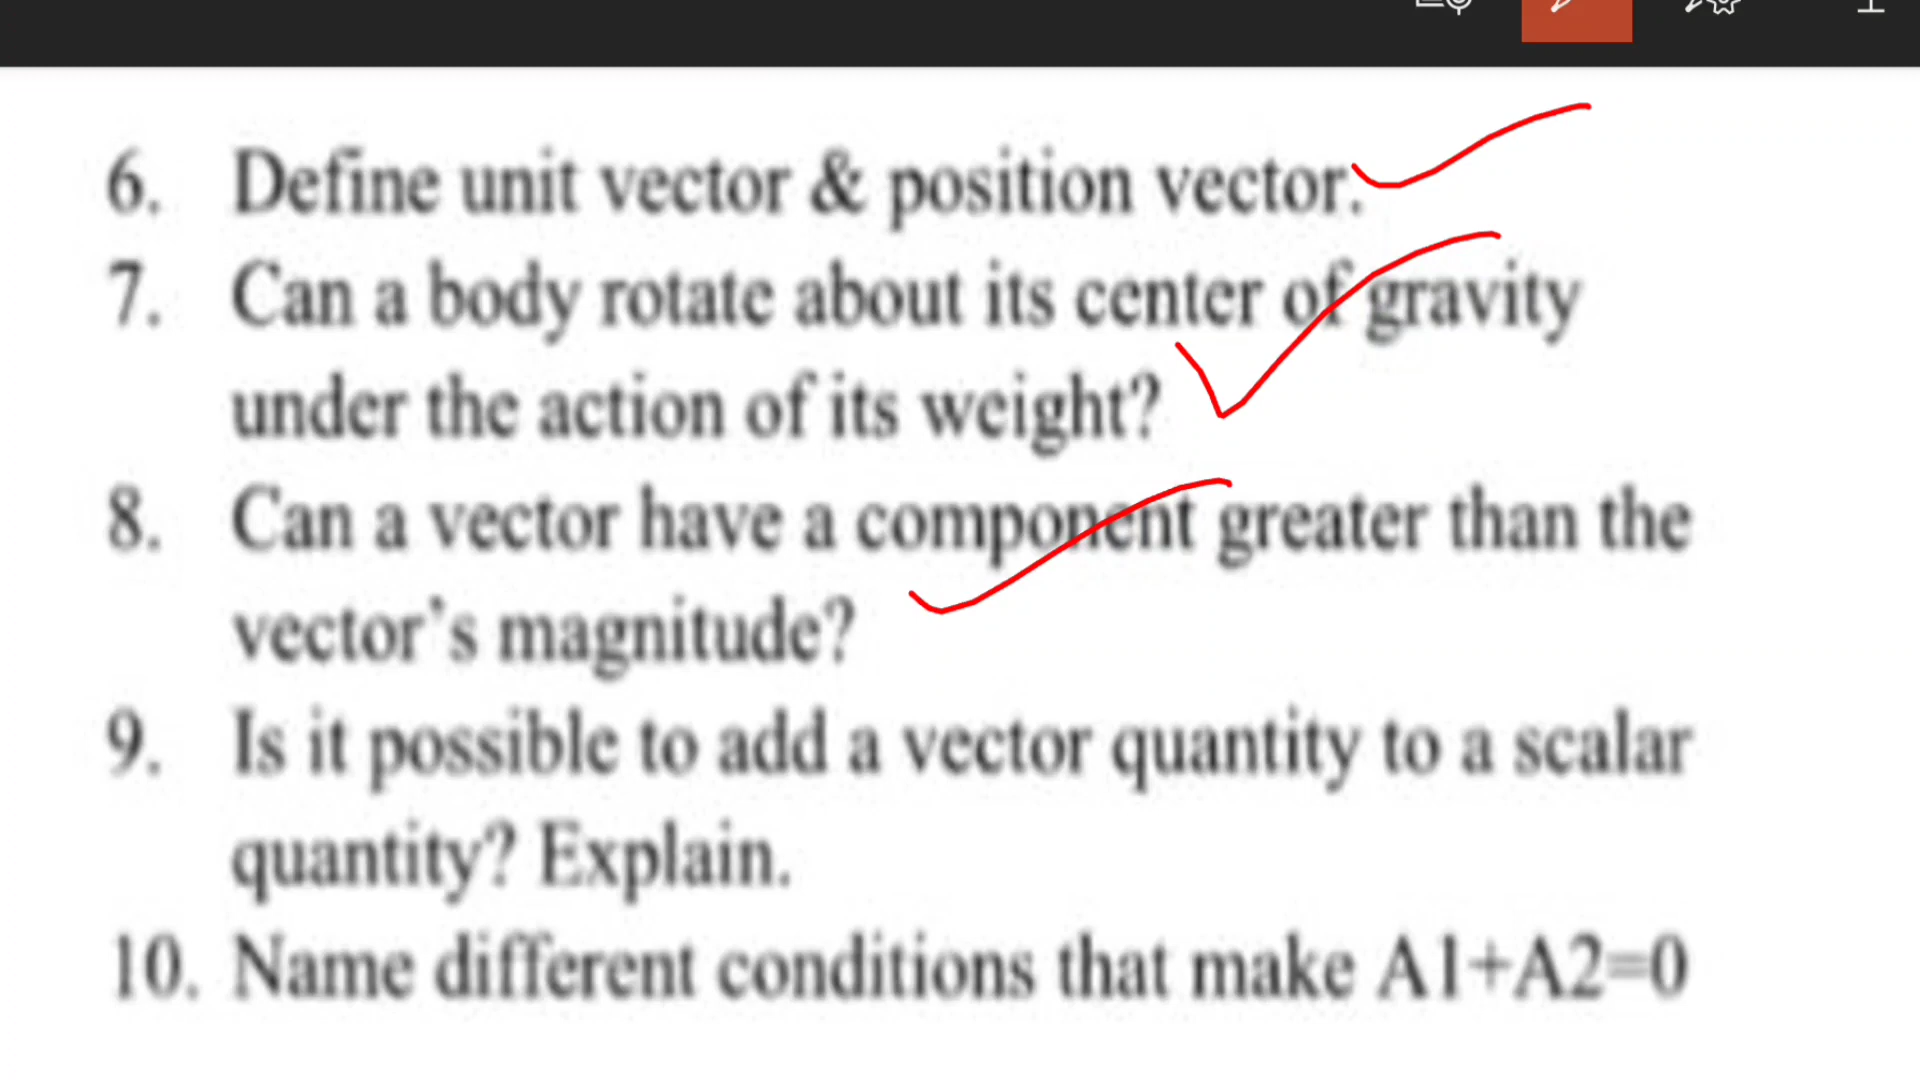 6. Define unit vector & position vector.
7. Can a body rotate about its center of gravity
under the action of its weight?
8. Can a vector have a component greater than the
vector's magnitude?
9. Is it possible to add a vector quantity to a scalar
quantity? Explain.
10. Name different conditions that make A1+A2=0